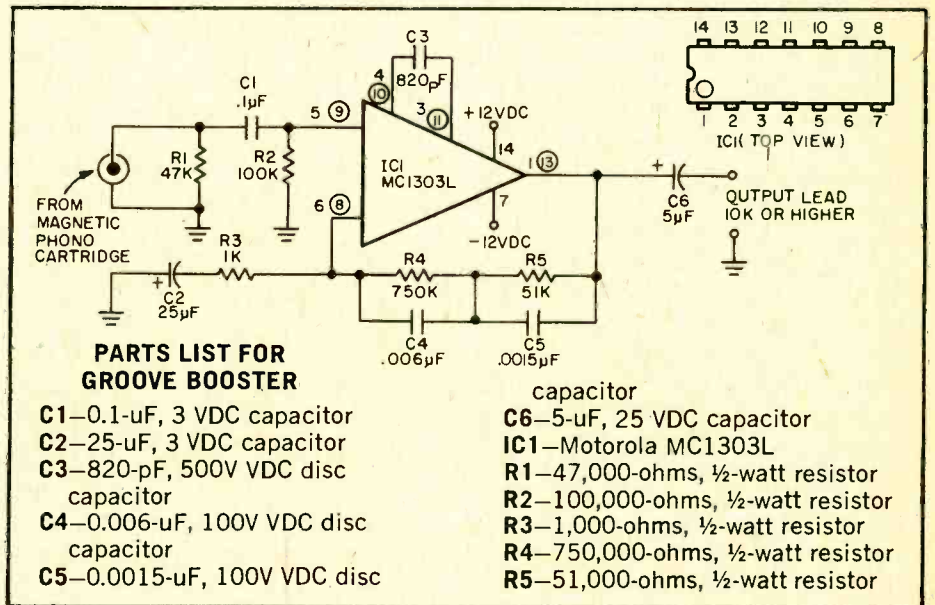 14 13 12 11 10 9 8
1 2 3 4 5 6 7
IC1( TOP VIEW)
C3
820pF
4 10
3 11
C1
.1µF
5 9
+12VDC
14
IC1
MC1303L
1 13
7
-12VDC
R1
47K
R2
100K
FROM
MAGNETIC
PHONO
CARTRIDGE
6 8
R3
1K
+
C2
25µF
R4
750K
R5
51K
C4
.006µF
C5
.0015µF
+
C6
5µF
OUTPUT LEAD
10K OR HIGHER
PARTS LIST FOR
GROOVE BOOSTER
C1—0.1-uF, 3 VDC capacitor
C2—25-uF, 3 VDC capacitor
C3—820-pF, 500V VDC disc
capacitor
C4—0.006-uF, 100V VDC disc
capacitor
C5—0.0015-uF, 100V VDC disc
capacitor
C6—5-uF, 25 VDC capacitor
IC1—Motorola MC1303L
R1—47,000-ohms, ½-watt resistor
R2—100,000-ohms, ½-watt resistor
R3—1,000-ohms, ½-watt resistor
R4—750,000-ohms, ½-watt resistor
R5—51,000-ohms, ½-watt resistor